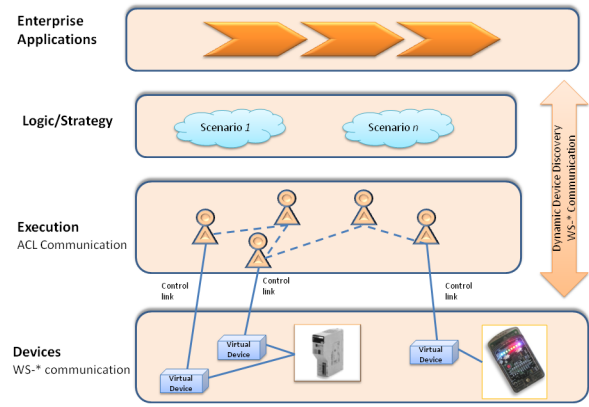 Enterprise
Applications
Logic/Strategy
Scenario 1
Scenario n
Dynamic Device Discovery
WS-* Communication
Execution
ACL Communication
Control
link
Control
link
Control
link
Devices
WS-* communication
Virtual
Device
Virtual
Device
Virtual
Device